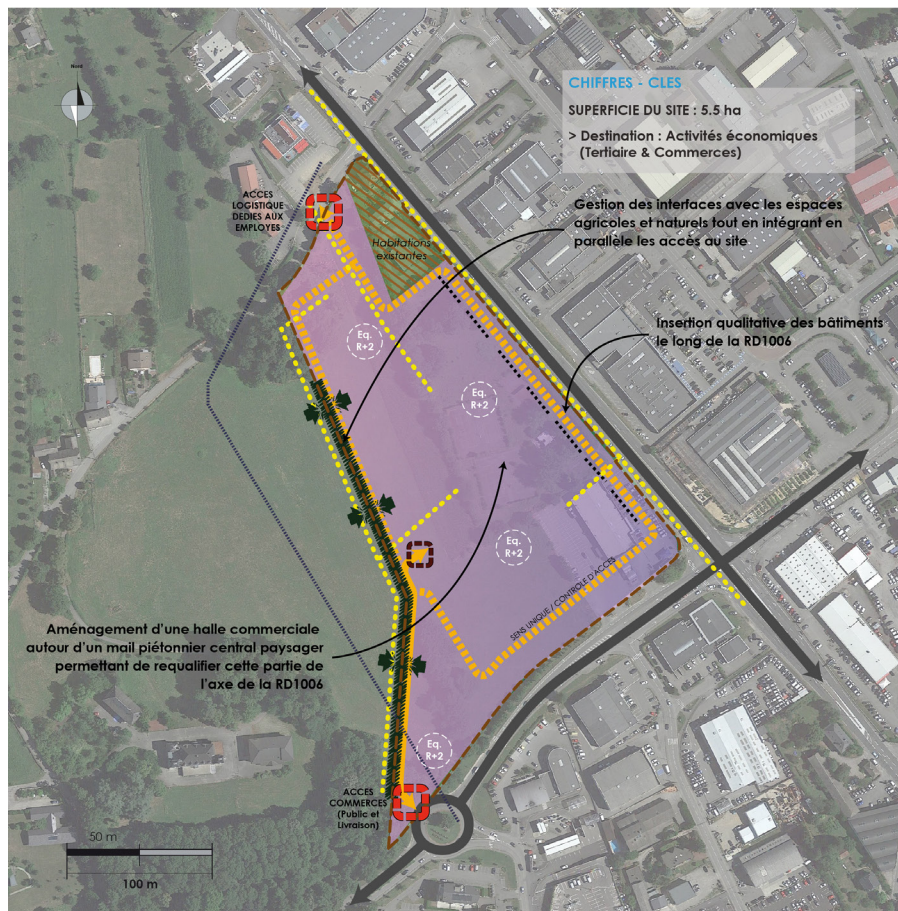 Nord
CHIFFRES - CLES
SUPERFICIE DU SITE : 5.5 ha
> Destination : Activités économiques
(Tertiaire & Commerces)
ACCES
LOGISTIQUE
DEDIES AUX
EMPLOYES
Gestion des interfaces avec les espaces
agricoles et naturels tout en intégrant en
parallèle les accès au site
Habitations
existantes
Insertion qualitative des bâtiments
le long de la RD1006
Eq.
R+2
Eq.
R+2
Eq.
R+2
SENS UNIQUE / CONTROLE D'ACCES
Aménagement d'une halle commerciale
autour d'un mail piétonnier central paysager
permettant de requalifier cette partie de
l'axe de la RD1006
Eq.
R+2
ACCES
COMMERCES
(Public et
Livraison)
50 m
100 m